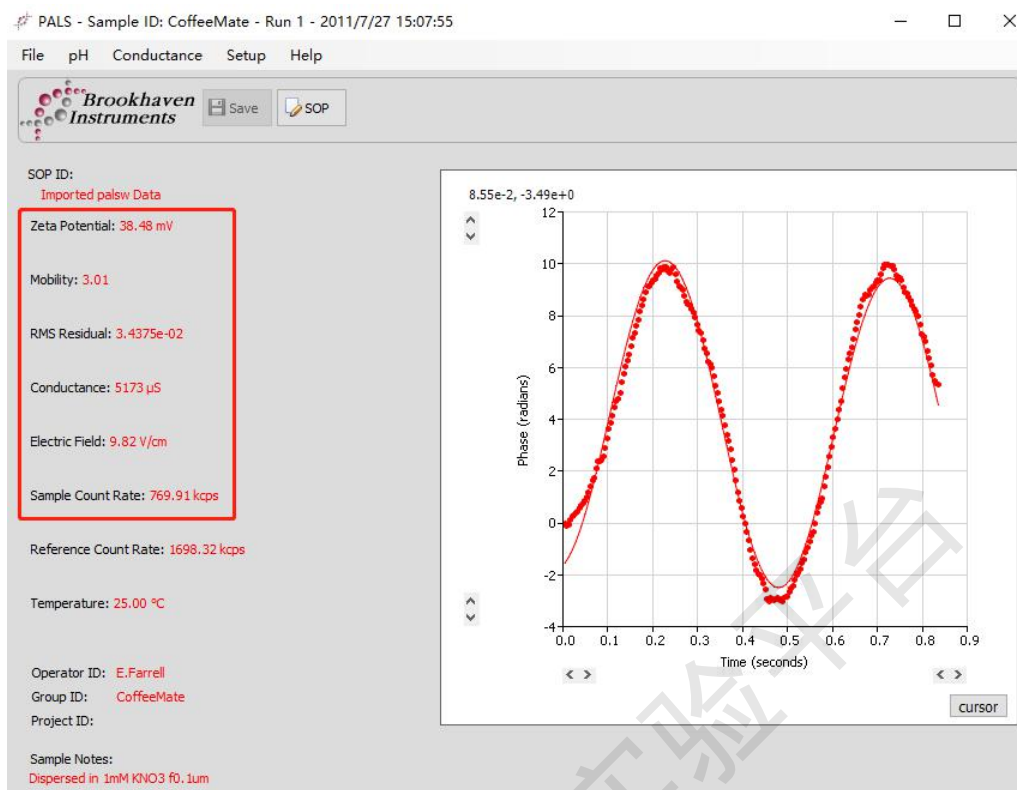 PALS - Sample ID: CoffeeMate - Run 1 - 2011/7/27 15:07:55
File pH Conductance Setup Help
Brookhaven
Instruments
Save
SOP
SOP ID:
Imported palsw Data
Zeta Potential: 38.48 mV
Mobility: 3.01
RMS Residual: 3.4375e-02
Conductance: 5173 µS
Electric Field: 9.82 V/cm
Sample Count Rate: 769.91 kcps
Reference Count Rate: 1698.32 kcps
Temperature: 25.00 °C
Operator ID: E.Farrell
Group ID: CoffeeMate
Project ID:
Sample Notes:
Dispersed in 1mM KNO3 f0.1um
8.55e-2, -3.49e+0
12
10
8
6
4
2
0
-2
-4
Phase (radians)
0.0 0.1 0.2 0.3 0.4 0.5 0.6 0.7 0.8 0.9
Time (seconds)
cursor
实验平台